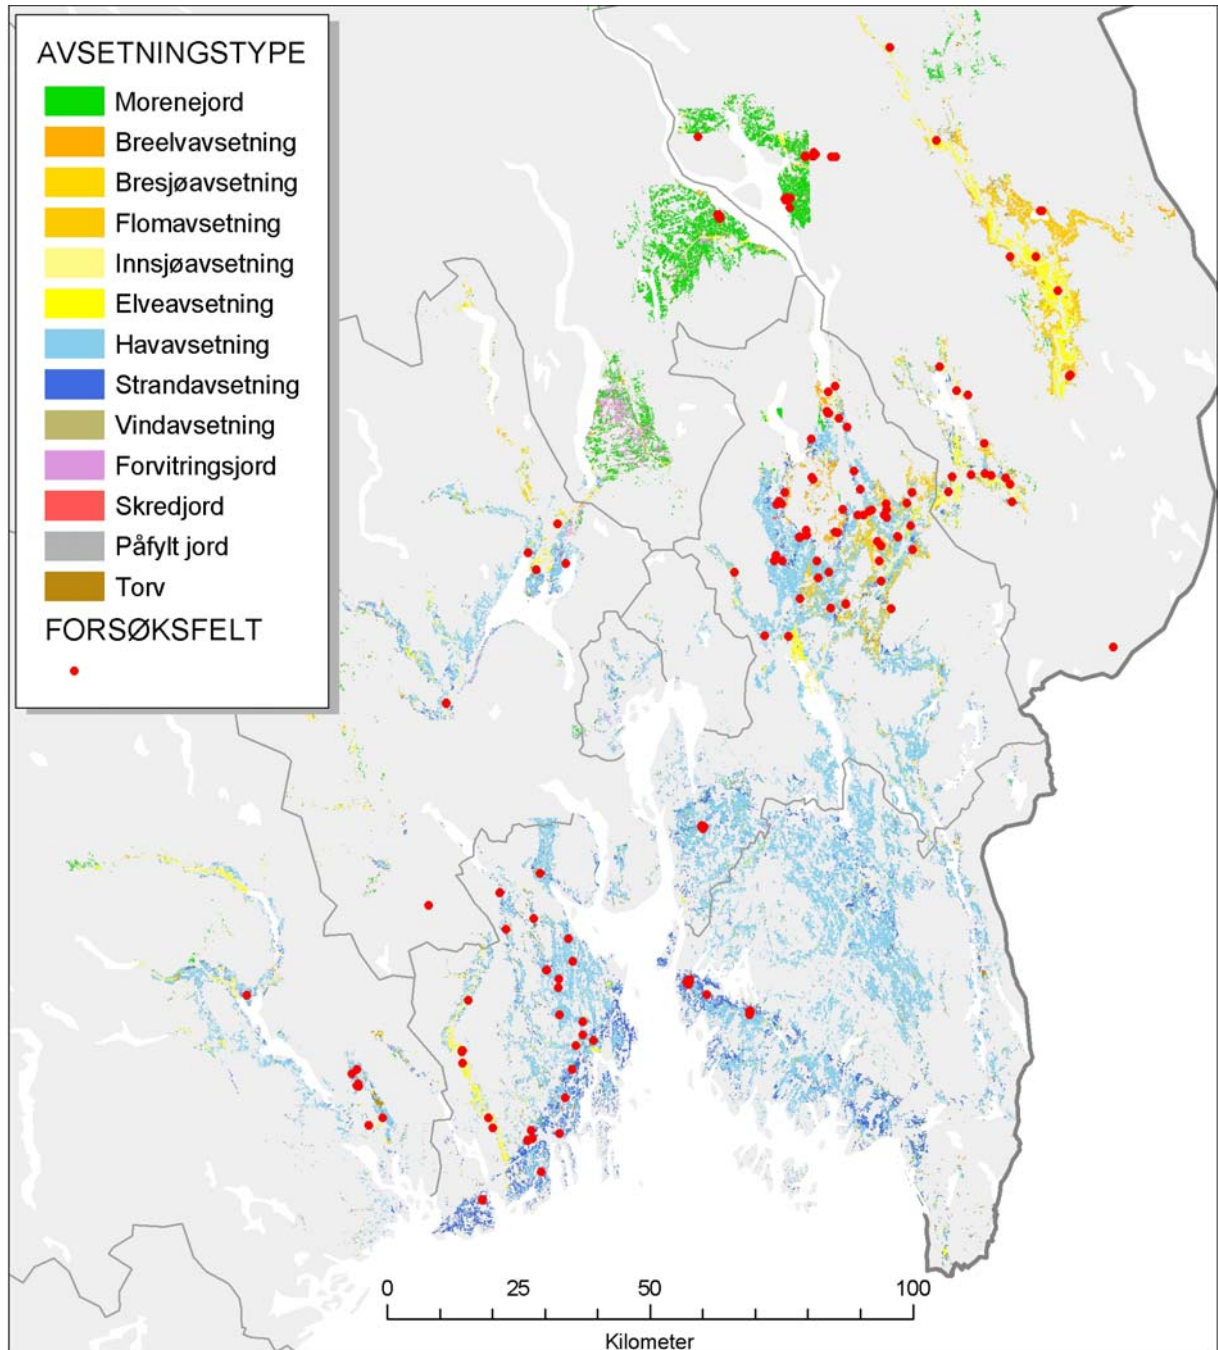 AVSETNINGSTYPE
Morenejord
Breelvavsetning
Bresjøavsetning
Flomavsetning
Innsjøavsetning
Elveavsetning
Havavsetning
Strandavsetning
Vindavsetning
Forvitringsjord
Skredjord
Påfylt jord
Torv
FORSØKSFELT
0 25 50 100
Kilometer